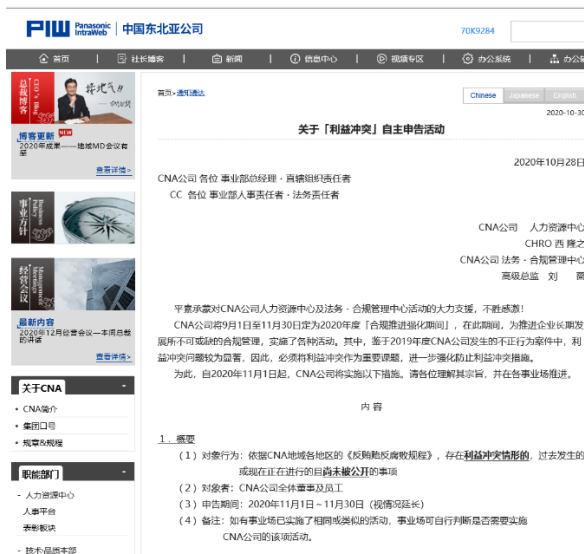 PIW Panasonic IntraWeb 中国东北亚公司
70K9284
首页 | 社长博客 | 新闻 | 信息中心 | 视频专区 | 办公系统 |
总裁博客 CEO's Blog
博客更新 NEW
2020年成果——地域MD会议有
感
查看详情>
事业方针 Business Policy
经营会议 Management Meetings
最新内容
2020年12月经营会议—本间总裁
的讲话
查看详情>
关于CNA
• CNA简介
• 集团口号
• 规章&规程
职能部门
- 人力资源中心
人事平台
表彰板块
- 技术·品质本部
首页>通知通达
Chinese Japanese English
2020-10-30
关于「利益冲突」自主申告活动
2020年10月28日
CNA公司 各位 事业部总经理・直辖组织责任者
CC 各位 事业部人事责任者・法务责任者
CNA公司 人力资源中心
CHRO 西 隆之
CNA公司 法务・合规管理中心
高级总监 刘
平素承蒙对CNA公司人力资源中心及法务・合规管理中心活动的大力支援，不胜感激！
CNA公司将9月1日至11月30日定为2020年度「合规推进强化期间」，在此期间，为推进企业长期发
展所不可或缺的合规管理，实施了各种活动。其中，鉴于2019年度CNA公司发生的不正行为案件中，利
益冲突问题较为显著，因此，必须将利益冲突作为重要课题，进一步强化防止利益冲突措施。
为此，自2020年11月1日起，CNA公司将实施以下措施。请各位理解其宗旨，并在各事业场推进。
内 容
1．概要
（1）对象行为：依据CNA地域各地区的《反贿赂反腐败规程》，存在利益冲突情形的，过去发生的
或现在正在进行的且尚未被公开的事项
（2）对象者：CNA公司全体董事及员工
（3）申告期间：2020年11月1日～11月30日（视情况延长）
（4）备注：如有事业场已实施了相同或类似的活动，事业场可自行判断是否需要实施
CNA公司的该项活动。